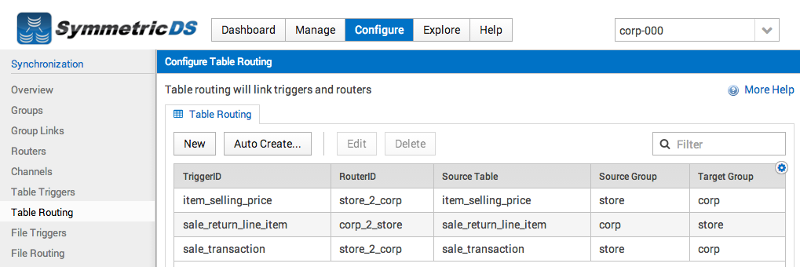 SymmetricDS
Dashboard Manage Configure Explore Help
corp-000
Synchronization
Overview
Groups
Group Links
Routers
Channels
Table Triggers
Table Routing
File Triggers
File Routing
Configure Table Routing
Table routing will link triggers and routers
More Help
Table Routing
New Auto Create... Edit Delete
Filter
TriggerID RouterID Source Table Source Group Target Group
item_selling_price store_2_corp item_selling_price store corp
sale_return_line_item corp_2_store sale_return_line_item corp store
sale_transaction store_2_corp sale_transaction store corp